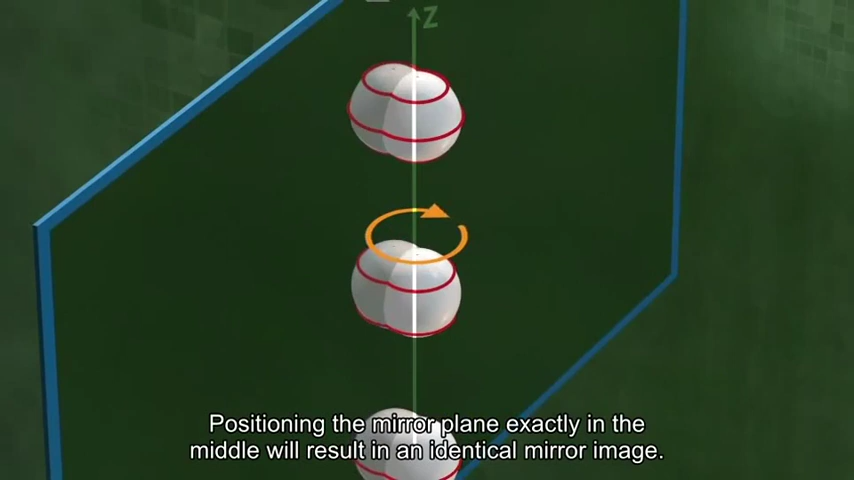 Z
Positioning the mirror plane exactly in the
middle will result in an identical mirror image.